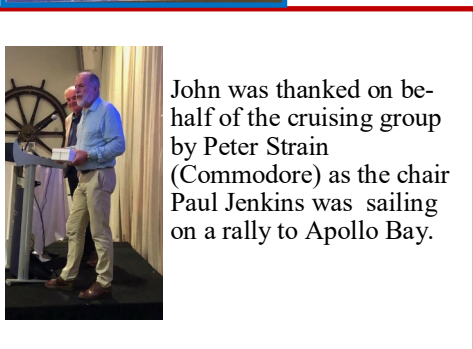 John was thanked on be-
half of the cruising group
by Peter Strain
(Commodore) as the chair
Paul Jenkins was  sailing
on a rally to Apollo Bay.